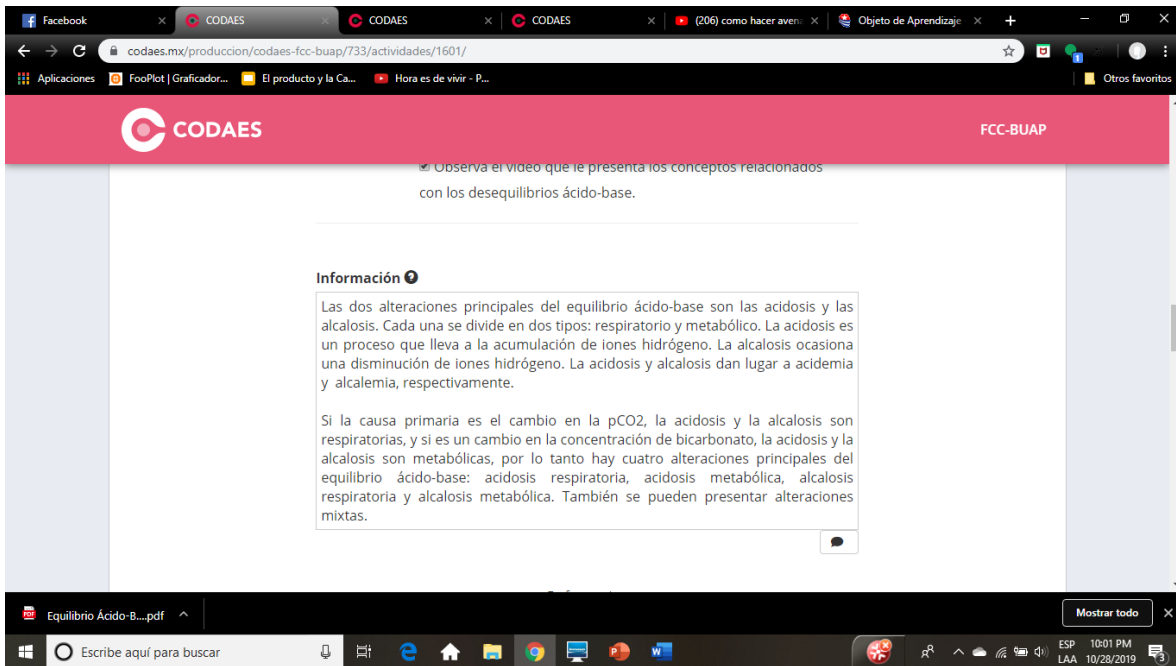 Facebook
CODAES
CODAES
CODAES
(206) como hacer avena
Objeto de Aprendizaje
codaes.mx/produccion/codaes-fcc-buap/733/actividades/1601/
Aplicaciones
FooPlot | Graficador...
El producto y la Ca...
Hora es de vivir - P...
Otros favoritos
CODAES
FCC-BUAP
Observa el video que le presenta los conceptos relacionados
con los desequilibrios ácido-base.
Información
Las dos alteraciones principales del equilibrio ácido-base son las acidosis y las
alcalosis. Cada una se divide en dos tipos: respiratorio y metabólico. La acidosis es
un proceso que lleva a la acumulación de iones hidrógeno. La alcalosis ocasiona
una disminución de iones hidrógeno. La acidosis y alcalosis dan lugar a acidemia
y alcalemia, respectivamente.
Si la causa primaria es el cambio en la pCO2, la acidosis y la alcalosis son
respiratorias, y si es un cambio en la concentración de bicarbonato, la acidosis y la
alcalosis son metabólicas, por lo tanto hay cuatro alteraciones principales del
equilibrio ácido-base: acidosis respiratoria, acidosis metabólica, alcalosis
respiratoria y alcalosis metabólica. También se pueden presentar alteraciones
mixtas.
Equilibrio Ácido-B....pdf
Mostrar todo
Escribe aquí para buscar
ESP
LAA
10:01 PM
10/28/2019